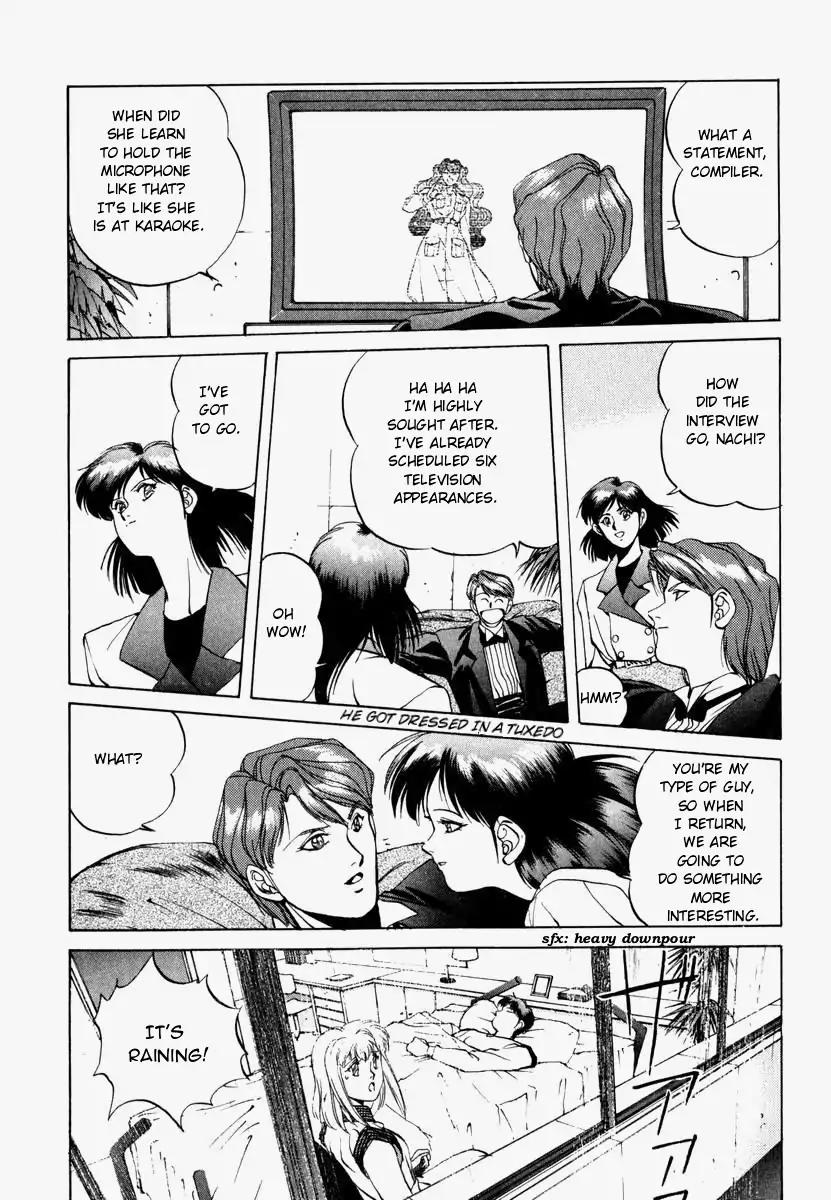 WHAT A
STATEMENT,
COMPILER.
WHEN DID
SHE LEARN
TO HOLD THE
MICROPHONE
LIKE THAT?
IT'S LIKE SHE
IS AT KARAOKE.
HOW
DID THE
INTERVIEW
GO, NACHI?
HMM?
HA HA HA
I'M HIGHLY
SOUGHT AFTER.
I'VE ALREADY
SCHEDULED SIX
TELEVISION
APPEARANCES.
OH
WOW!
HE GOT DRESSED IN A TUXEDO
I'VE
GOT
TO GO.
YOU'RE MY
TYPE OF GUY,
SO WHEN
I RETURN,
WE ARE
GOING TO
DO SOMETHING
MORE
INTERESTING.
WHAT?
sfx: heavy downpour
IT'S
RAINING!